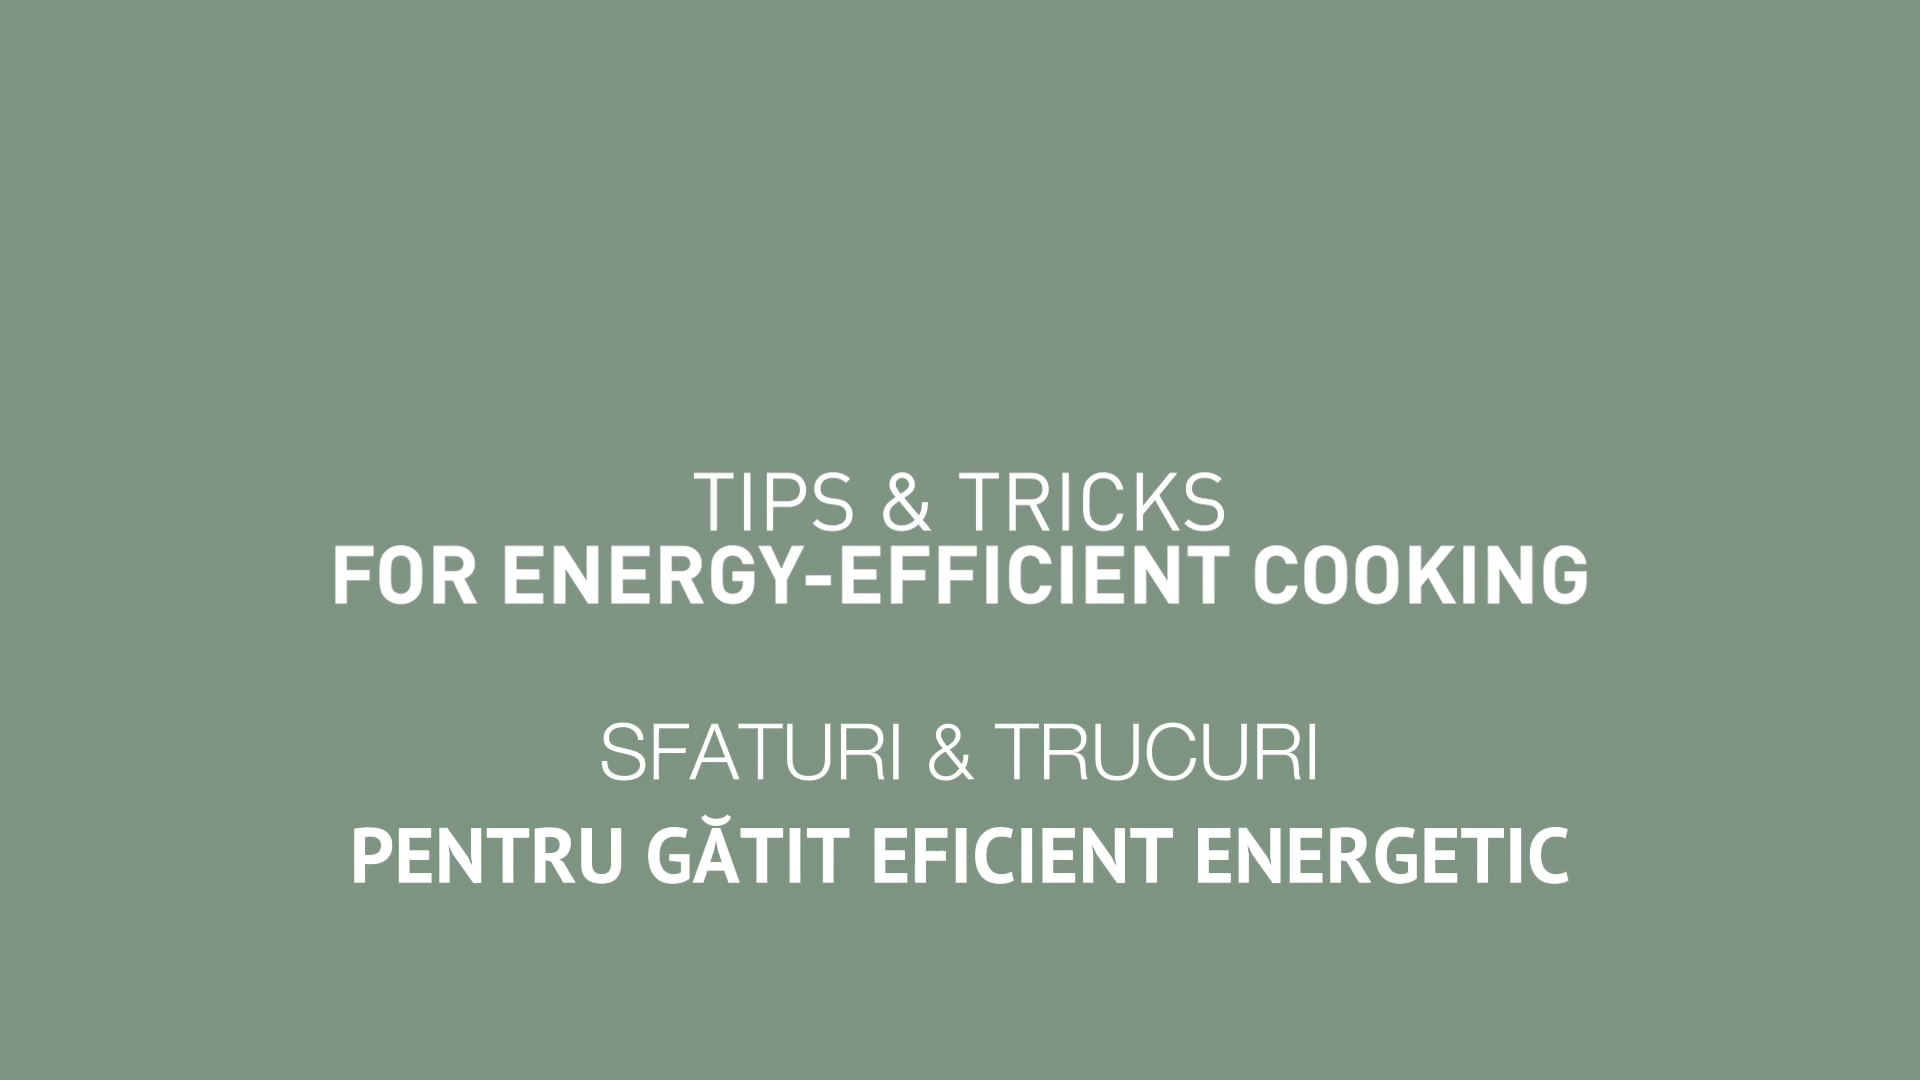 TIPS & TRICKS
FOR ENERGY-EFFICIENT COOKING
SFATURI & TRUCURI
PENTRU GĂTIT EFICIENT ENERGETIC